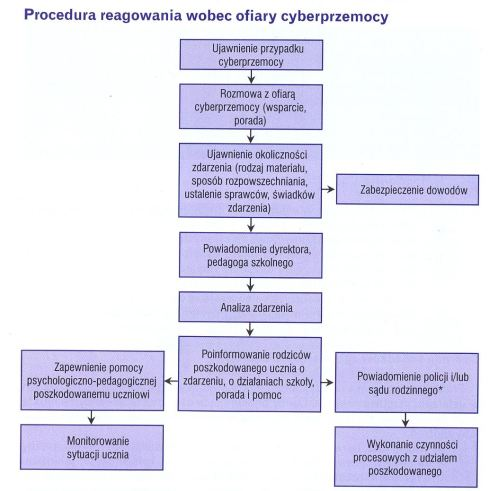 Procedura reagowania wobec ofiary cyberprzemocy
Ujawnienie przypadku
cyberprzemocy
Rozmowa z ofiarą
cyberprzemocy (wsparcie,
porada)
Ujawnienie okoliczności
zdarzenia (rodzaj materiału,
sposób rozpowszechniania,
ustalenie sprawców, świadków
zdarzenia)
Zabezpieczenie dowodów
Powiadomienie dyrektora,
pedagoga szkolnego
Analiza zdarzenia
Poinformowanie rodziców
poszkodowanego ucznia o
zdarzeniu, o działaniach szkoły,
porada i pomoc
Zapewnienie pomocy
psychologiczno-pedagogicznej
poszkodowanemu uczniowi
Powiadomienie policji i/lub
sądu rodzinnego*
Monitorowanie
sytuacji ucznia
Wykonanie czynności
procesowych z udziałem
poszkodowanego